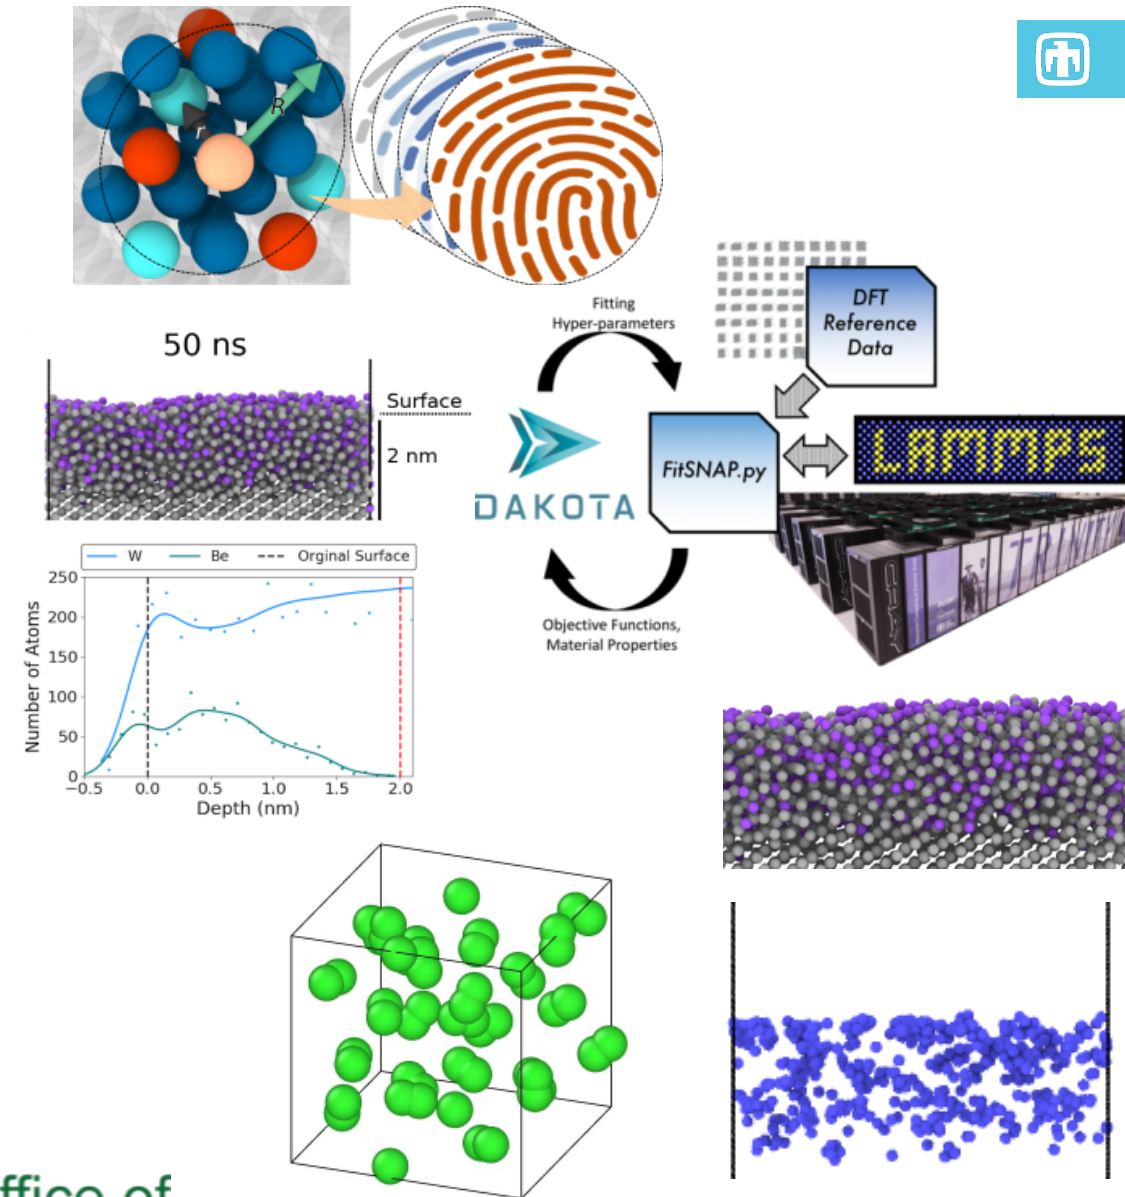 R
r
Fitting
Hyper-parameters
DFT
Reference
Data
50 ns
Surface
2 nm
FitSNAP.py
LAMMPS
DAKOTA
CRAY
Objective Functions,
Material Properties
W
Be
Orginal Surface
250
200
150
100
50
0
Number of Atoms
−0.5
0.0
0.5
1.0
1.5
2.0
Depth (nm)
ffice of